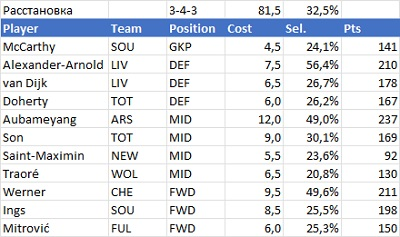 Расстановка 3-4-3 81,5 32,5%
Player Team Position Cost Sel. Pts
McCarthy SOU GKP 4,5 24,1% 141
Alexander-Arnold LIV DEF 7,5 56,4% 210
van Dijk LIV DEF 6,5 26,7% 178
Doherty TOT DEF 6,0 26,2% 167
Aubameyang ARS MID 12,0 49,0% 237
Son TOT MID 9,0 30,1% 169
Saint-Maximin NEW MID 5,5 23,6% 92
Traoré WOL MID 6,5 20,8% 130
Werner CHE FWD 9,5 49,6% 211
Ings SOU FWD 8,5 25,5% 198
Mitrović FUL FWD 6,0 25,3% 150